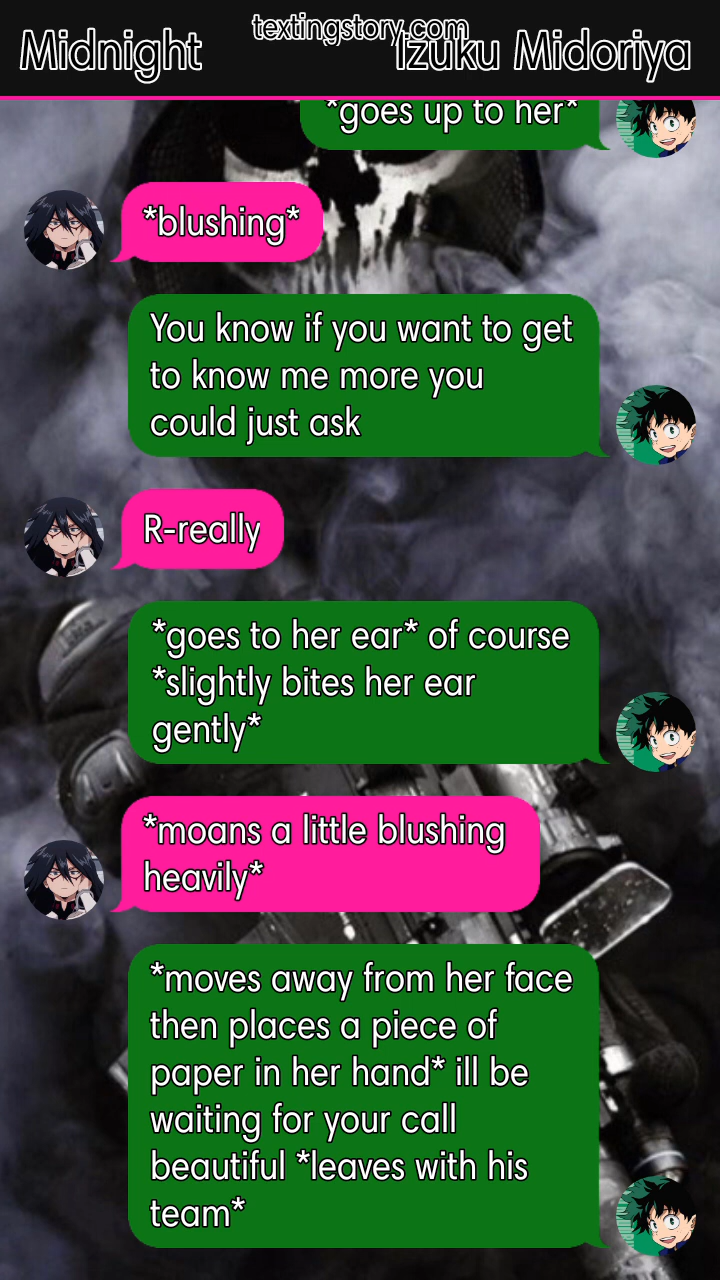 textingstory.com
Midnight
Izuku Midoriya
*goes up to her*
*blushing*
You know if you want to get
to know me more you
could just ask
R-really
*goes to her ear* of course
*slightly bites her ear
gently*
*moans a little blushing
heavily*
*moves away from her face
then places a piece of
paper in her hand* ill be
waiting for your call
beautiful *leaves with his
team*